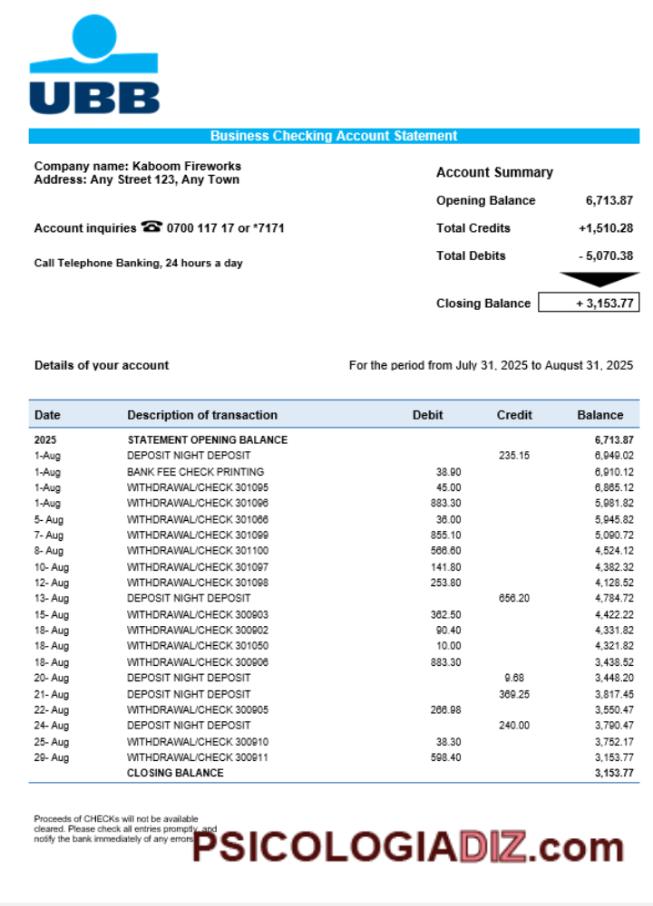 UBB
Business Checking Account Statement
Company name: Kaboom Fireworks
Address: Any Street 123, Any Town
Account inquiries ☎ 0700 117 17 or *7171
Call Telephone Banking, 24 hours a day
Account Summary
Opening Balance 6,713.87
Total Credits +1,510.28
Total Debits - 5,070.38
Closing Balance + 3,153.77
Details of your account For the period from July 31, 2025 to August 31, 2025
Date Description of transaction Debit Credit Balance
2025 STATEMENT OPENING BALANCE 6,713.87
1-Aug DEPOSIT NIGHT DEPOSIT 235.15 6,949.02
1-Aug BANK FEE CHECK PRINTING 38.90 6,910.12
1-Aug WITHDRAWAL/CHECK 301095 45.00 6,865.12
1-Aug WITHDRAWAL/CHECK 301096 883.30 5,981.82
5- Aug WITHDRAWAL/CHECK 301066 36.00 5,945.82
7- Aug WITHDRAWAL/CHECK 301099 855.10 5,090.72
8- Aug WITHDRAWAL/CHECK 301100 566.60 4,524.12
10- Aug WITHDRAWAL/CHECK 301097 141.80 4,382.32
12- Aug WITHDRAWAL/CHECK 301098 253.80 4,128.52
13- Aug DEPOSIT NIGHT DEPOSIT 656.20 4,784.72
15- Aug WITHDRAWAL/CHECK 300903 362.50 4,422.22
18- Aug WITHDRAWAL/CHECK 300902 90.40 4,331.82
18- Aug WITHDRAWAL/CHECK 301050 10.00 4,321.82
18- Aug WITHDRAWAL/CHECK 300906 883.30 3,438.52
20- Aug DEPOSIT NIGHT DEPOSIT 9.68 3,448.20
21- Aug DEPOSIT NIGHT DEPOSIT 369.25 3,817.45
22- Aug WITHDRAWAL/CHECK 300905 266.98 3,550.47
24- Aug DEPOSIT NIGHT DEPOSIT 240.00 3,790.47
25- Aug WITHDRAWAL/CHECK 300910 38.30 3,752.17
29- Aug WITHDRAWAL/CHECK 300911 598.40 3,153.77
CLOSING BALANCE 3,153.77
Proceeds of CHECKs will not be available
cleared. Please check all entries promptly, and
notify the bank immediately of any errors
PSICOLOGIADIZ.com